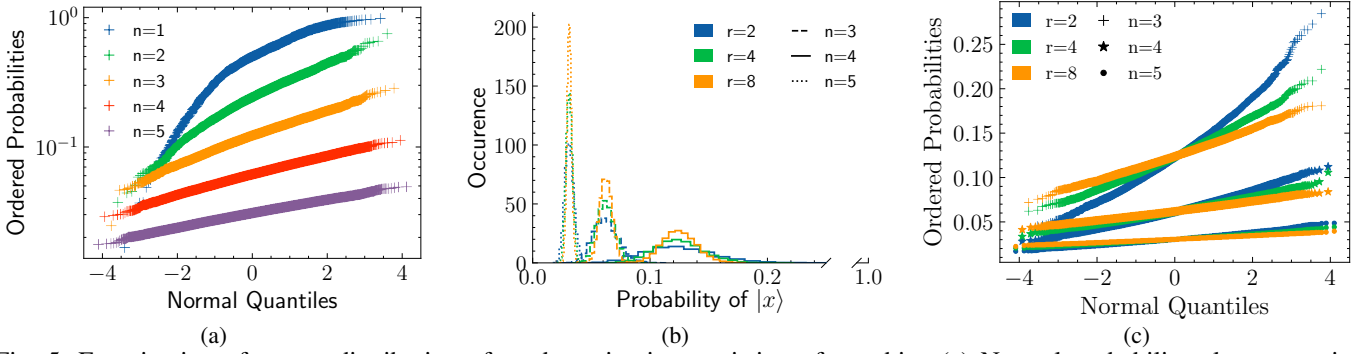 Ordered Probabilities
10⁰
10⁻¹
n=1
n=2
n=3
n=4
n=5
−4 −2 0 2 4
Normal Quantiles
(a)
Occurence
200
150
100
50
0
r=2
r=4
r=8
n=3
n=4
n=5
0.0 0.1 0.2 1.0
Probability of |x⟩
(b)
Ordered Probabilities
0.25
0.20
0.15
0.10
0.05
r=2
r=4
r=8
n=3
n=4
n=5
−4 −2 0 2 4
Normal Quantiles
(c)